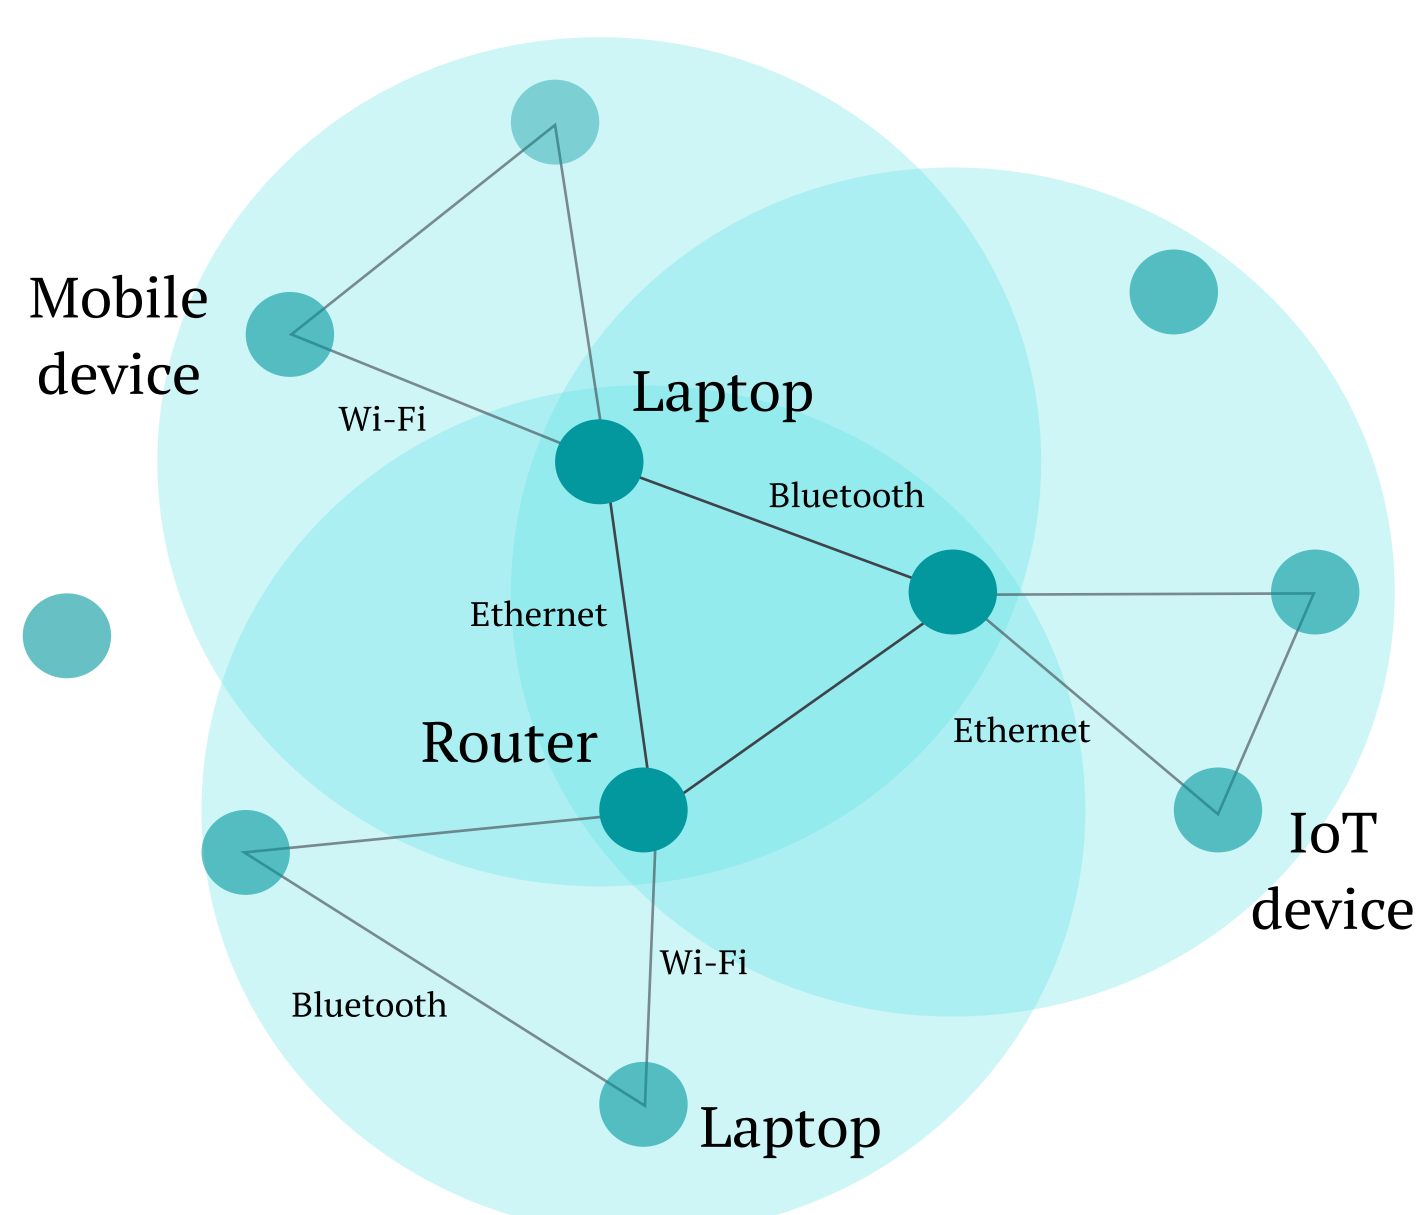 Mobile
device
Wi-Fi
Laptop
Bluetooth
Ethernet
Router
Ethernet
IoT
device
Wi-Fi
Bluetooth
Laptop